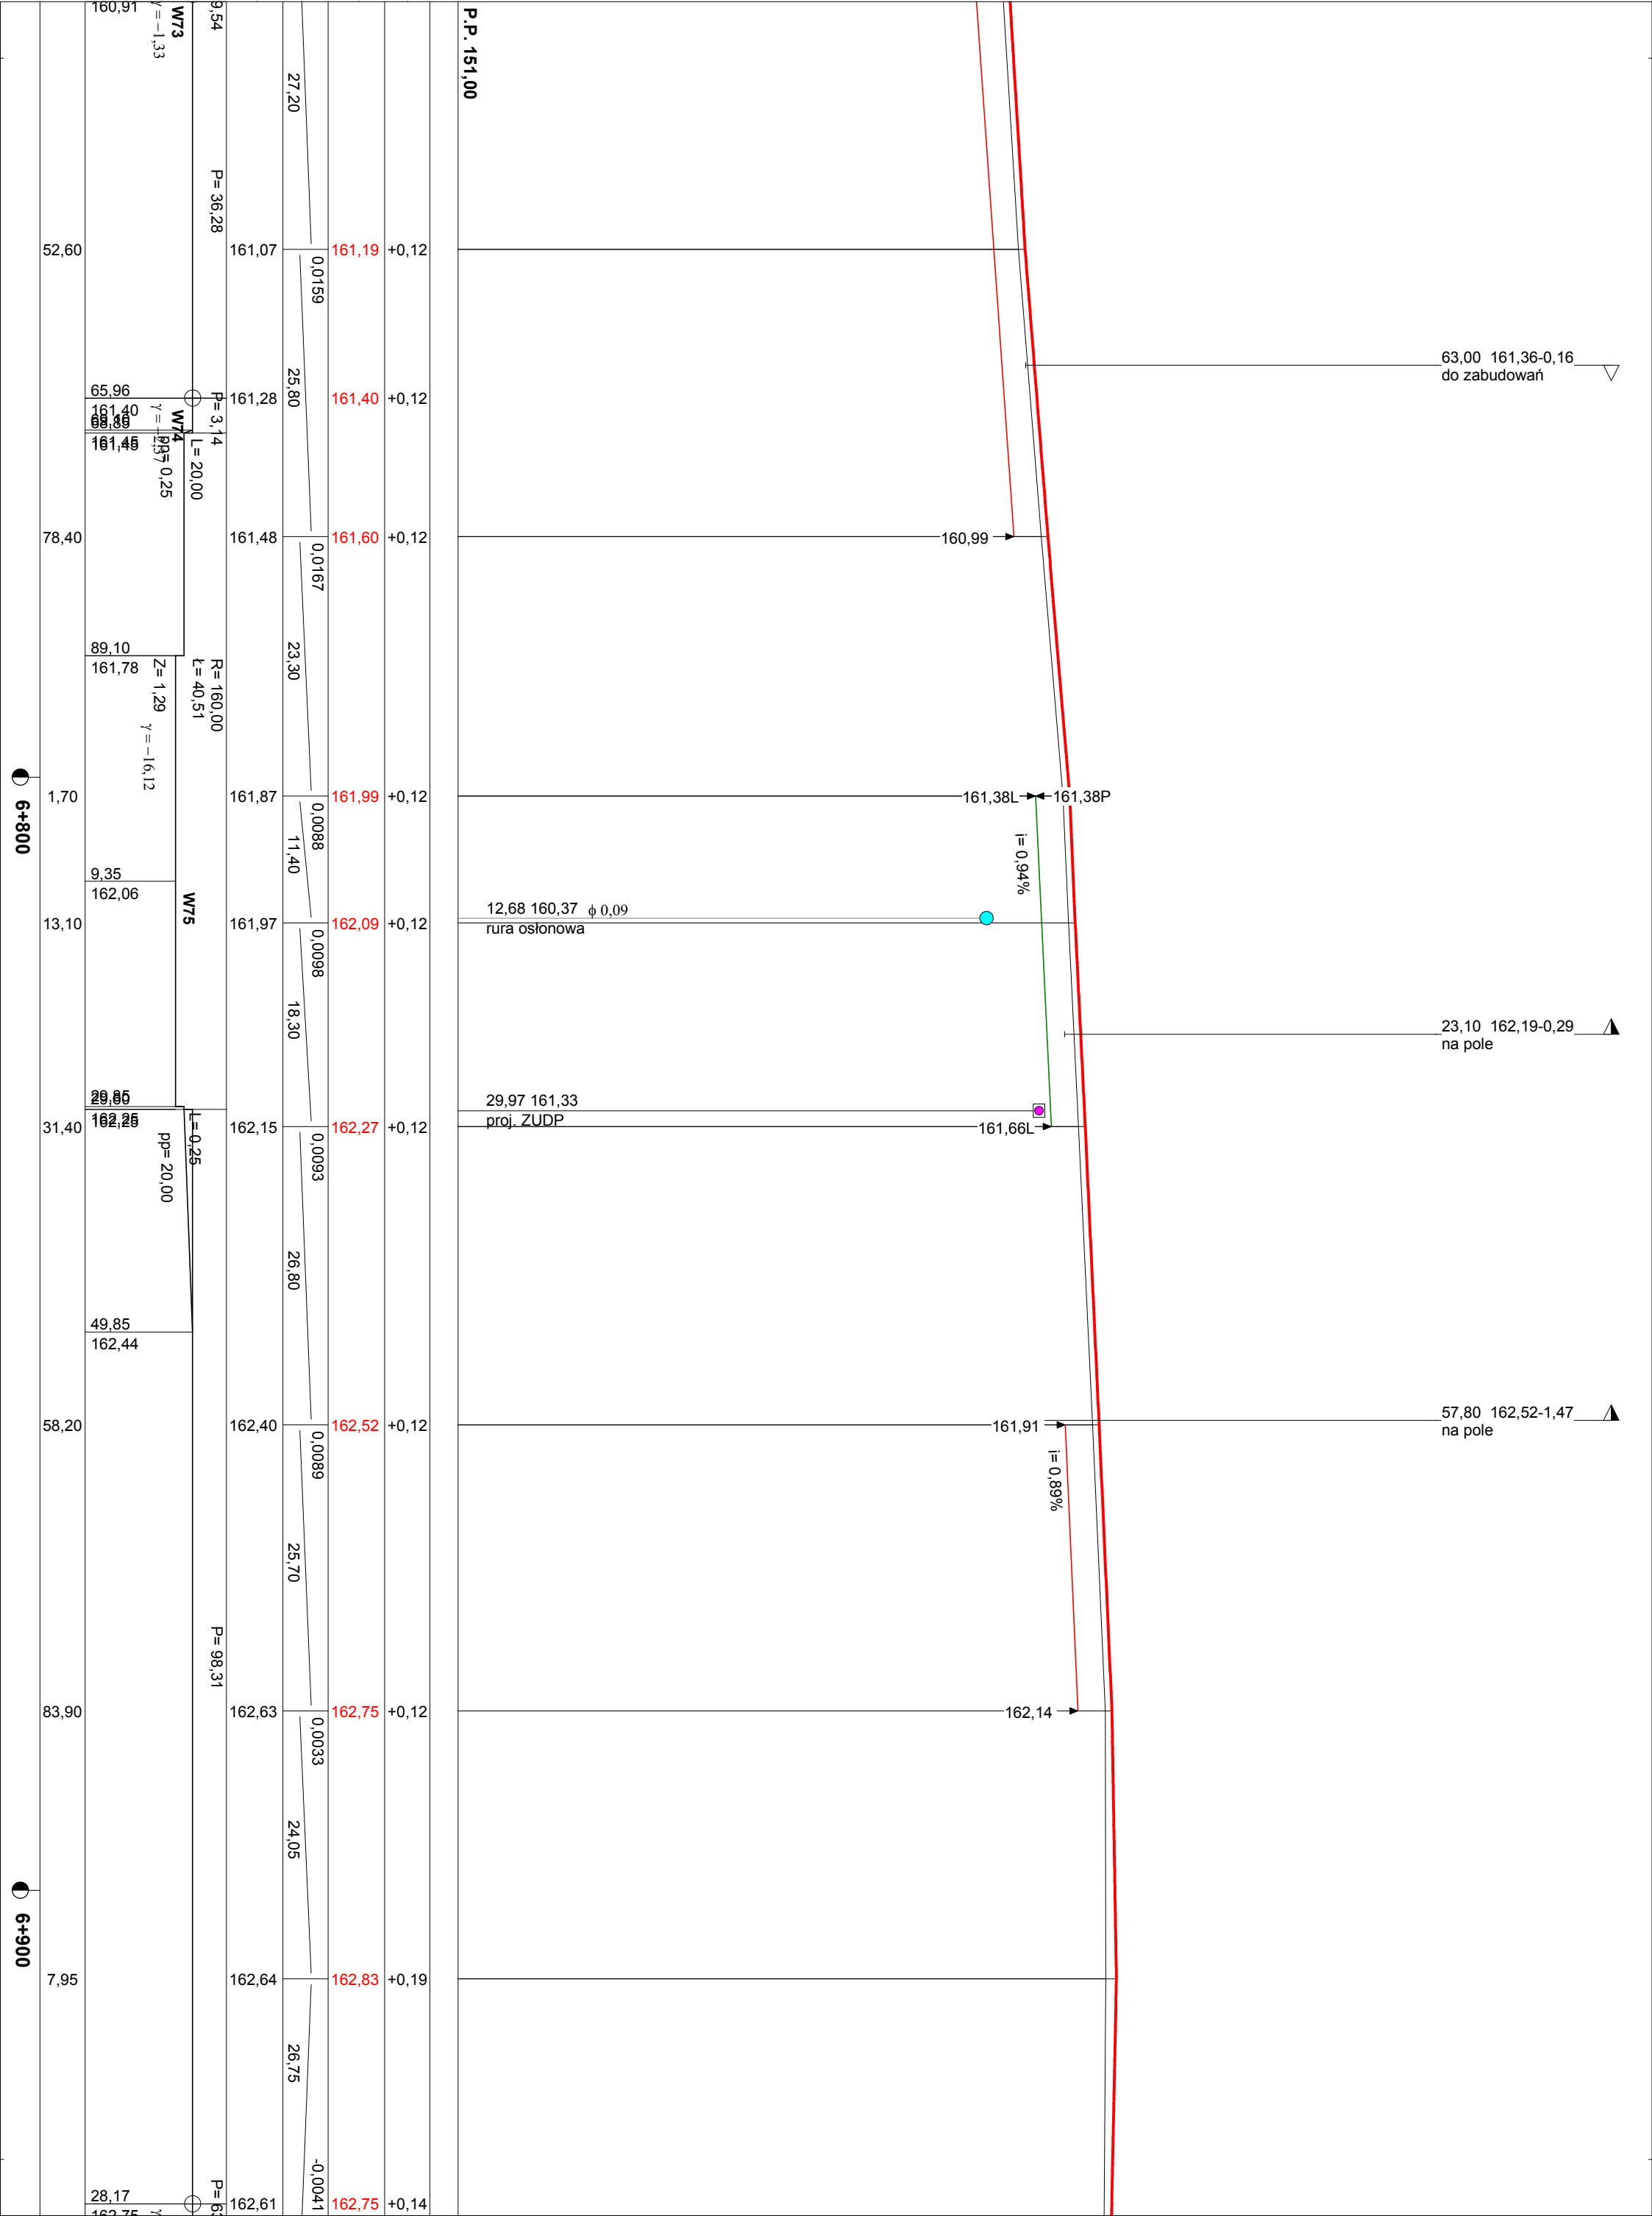 P.P. 151,00
160,91
W73
γ = −1,33
9,54
27,20
P= 36,28
52,60
161,07
0,0159
161,19
+0,12
63,00 161,36-0,16
do zabudowań
65,96
161,40
W74
P= 3,14
161,28
25,80
161,40
+0,12
161,45
L= 20,00
pp= 0,25
78,40
161,48
0,0167
161,60
+0,12
160,99
89,10
161,78
Z= 1,29
γ = −16,12
R= 160,00
Ł= 40,51
23,30
6+800
1,70
161,87
0,0088
161,99
+0,12
161,38L
161,38P
i= 0,94%
11,40
9,35
162,06
W75
12,68 160,37 ϕ 0,09
rura osłonowa
13,10
161,97
0,0098
162,09
+0,12
18,30
23,10 162,19-0,29
na pole
29,85
162,25
L= 0,25
pp= 20,00
29,97 161,33
proj. ZUDP
31,40
162,15
0,0093
162,27
+0,12
161,66L
26,80
49,85
162,44
57,80 162,52-1,47
na pole
58,20
162,40
0,0089
162,52
+0,12
161,91
i= 0,89%
25,70
P= 98,31
83,90
162,63
0,0033
162,75
+0,12
162,14
24,05
6+900
7,95
162,64
162,83
+0,19
26,75
-0,0041
28,17
162,75
γ
P= 63
162,61
162,75
+0,14